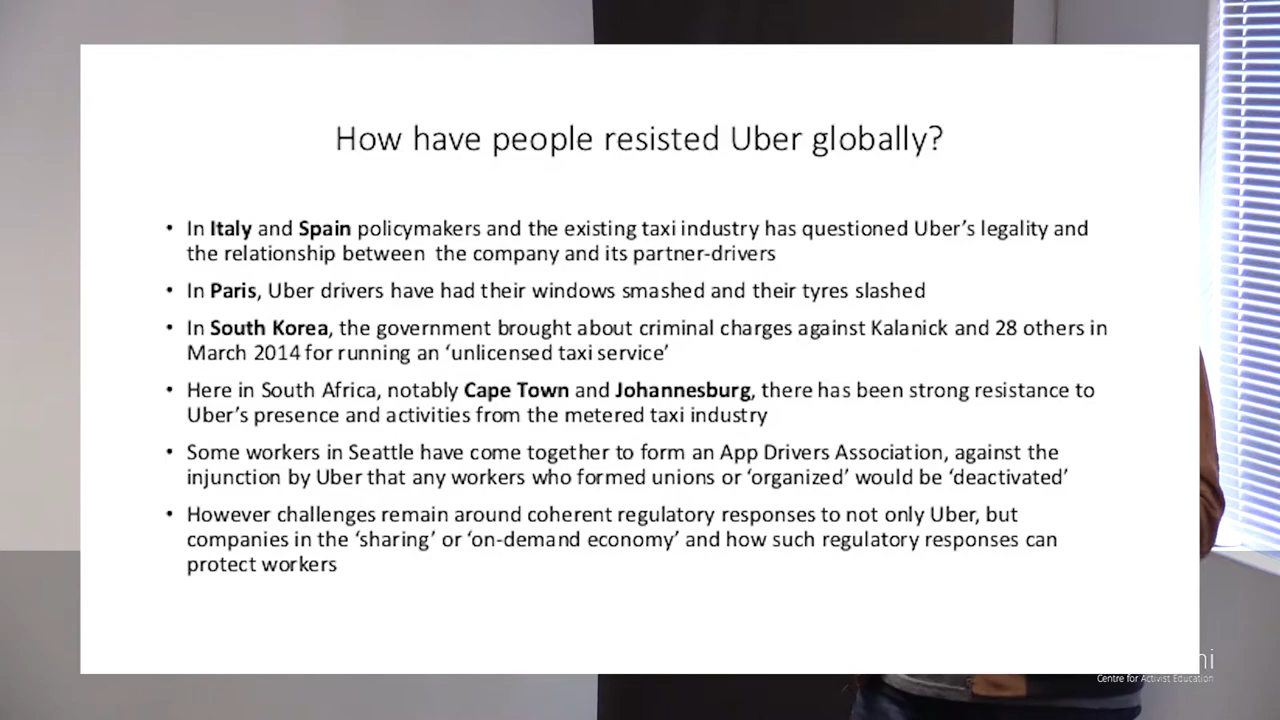 How have people resisted Uber globally?
• In Italy and Spain policymakers and the existing taxi industry has questioned Uber’s legality and
the relationship between the company and its partner-drivers
• In Paris, Uber drivers have had their windows smashed and their tyres slashed
• In South Korea, the government brought about criminal charges against Kalanick and 28 others in
March 2014 for running an ‘unlicensed taxi service’
• Here in South Africa, notably Cape Town and Johannesburg, there has been strong resistance to
Uber’s presence and activities from the metered taxi industry
• Some workers in Seattle have come together to form an App Drivers Association, against the
injunction by Uber that any workers who formed unions or ‘organized’ would be ‘deactivated’
• However challenges remain around coherent regulatory responses to not only Uber, but
companies in the ‘sharing’ or ‘on-demand economy’ and how such regulatory responses can
protect workers
Centre for Activist Education